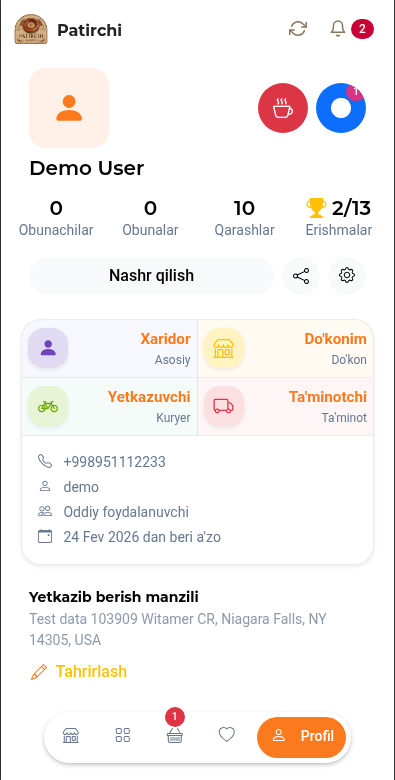 PATIRCHI
Patirchi
2
1
Demo User
0 0 10 2/13
Obunachilar Obunalar Qarashlar Erishmalar
Nashr qilish
Xaridor
Asosiy
Do'konim
Do'kon
Yetkazuvchi
Kuryer
Ta'minotchi
Ta'minot
+998951112233
demo
Oddiy foydalanuvchi
24 Fev 2026 dan beri a'zo
Yetkazib berish manzili
Test data 103909 Witamer CR, Niagara Falls, NY
14305, USA
Tahrirlash
1
Profil